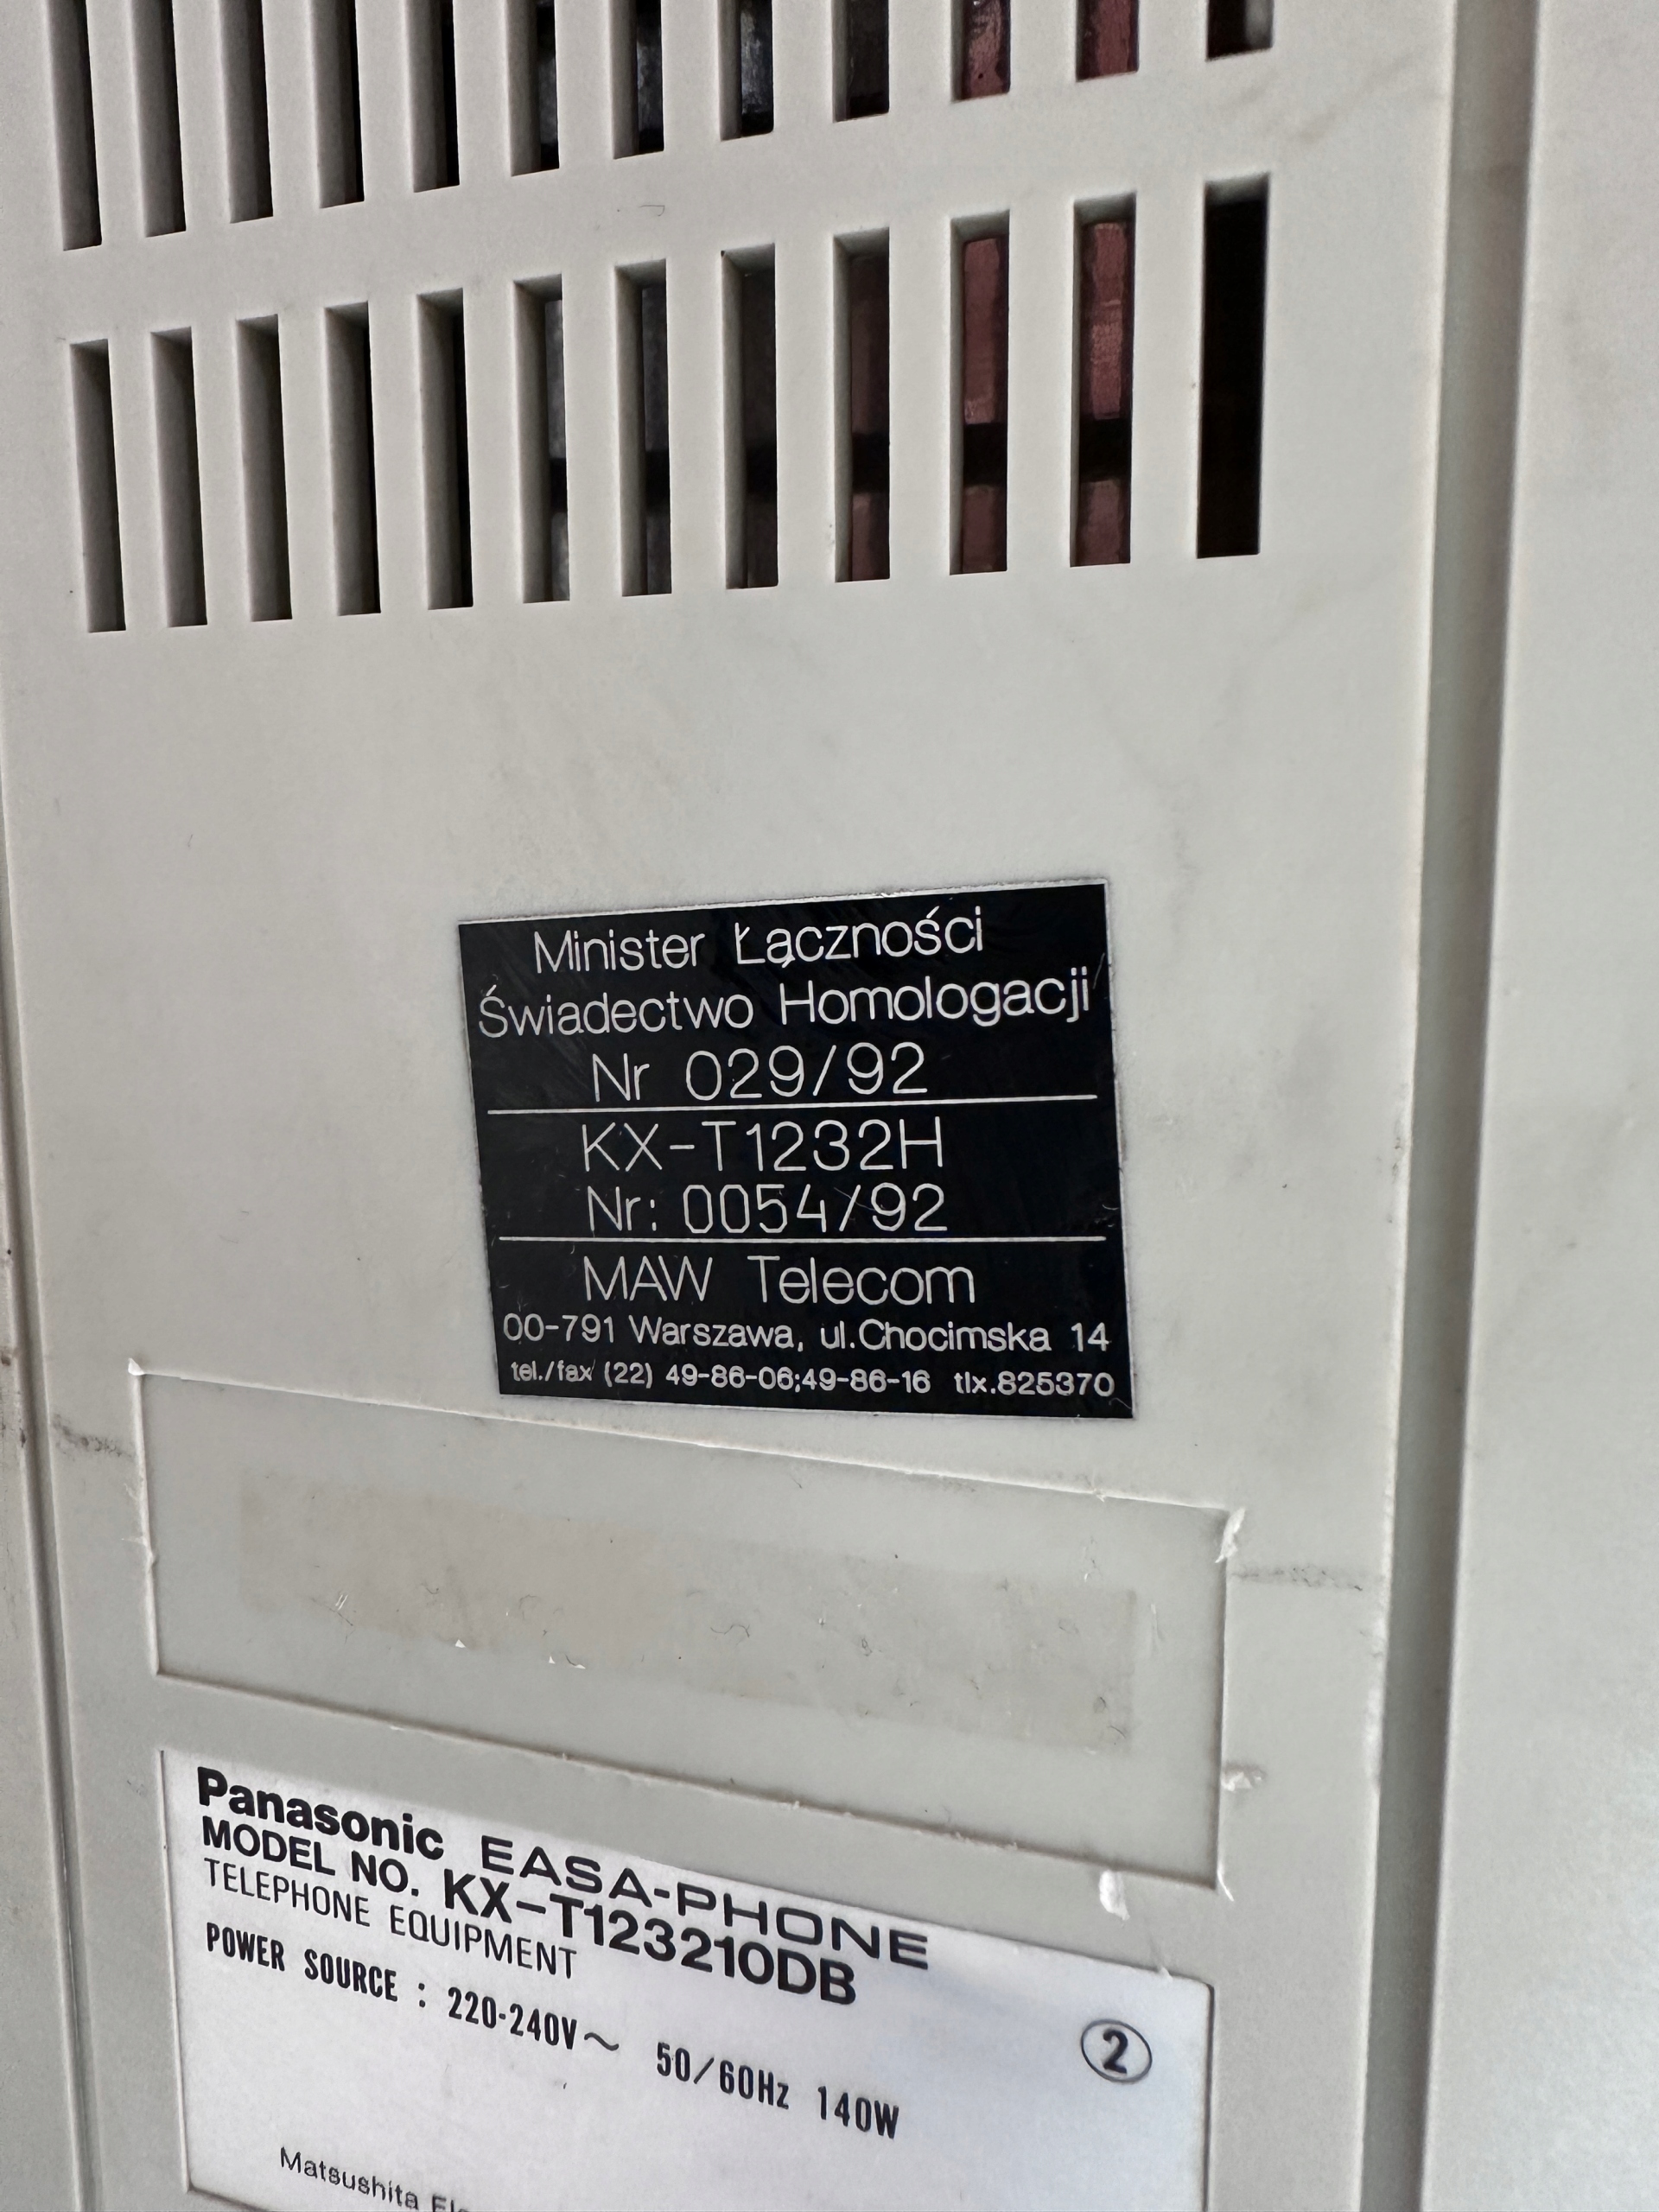 Minister Łączności
Świadectwo Homologacji
Nr 029/92
KX-T1232H
Nr: 0054/92
MAW Telecom
00-791 Warszawa, ul.Chocimska 14
tel./fax (22) 49-86-06;49-86-16 tlx.825370
Panasonic EASA-PHONE
MODEL NO. KX-T123210DB
TELEPHONE EQUIPMENT
POWER SOURCE : 220-240V~ 50/60Hz 140W
2
Matsushita